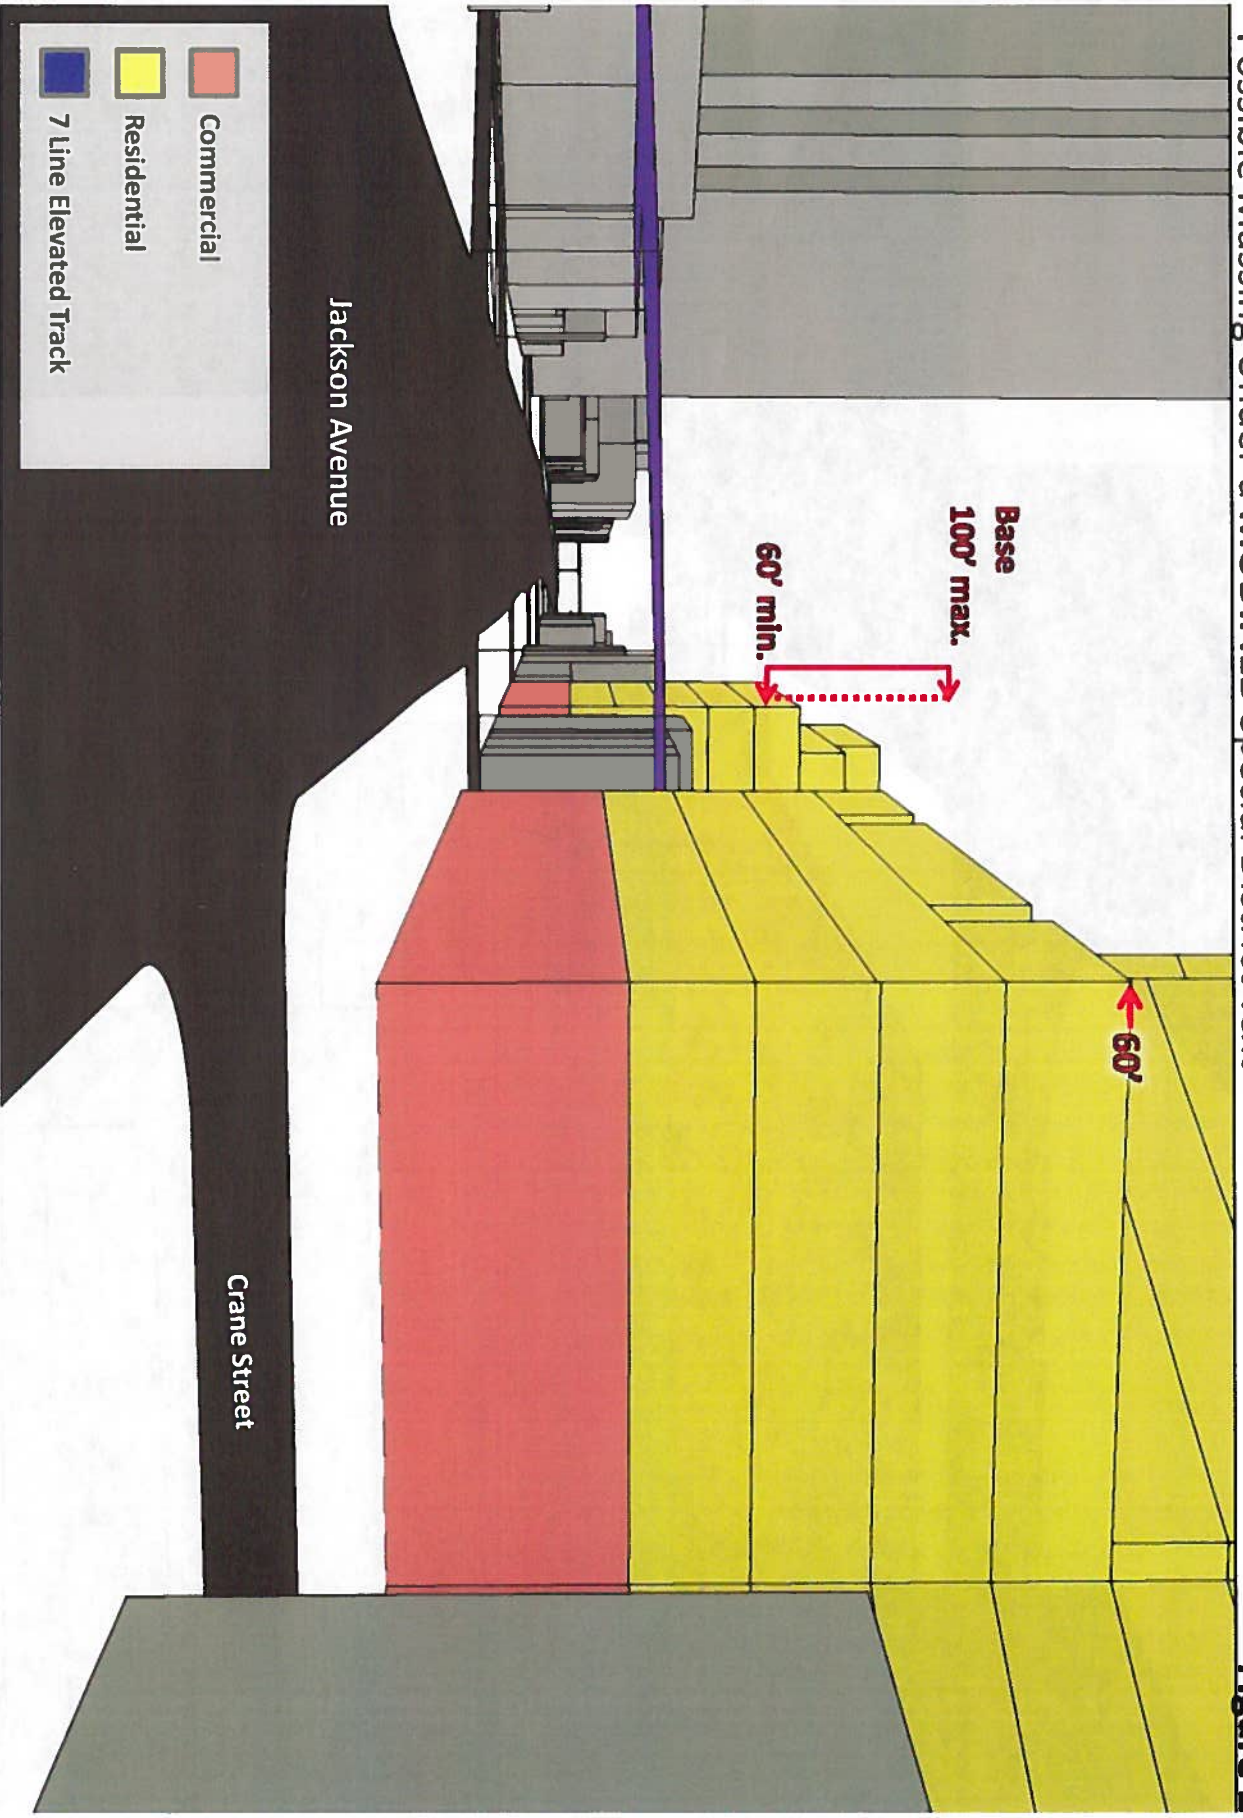 Base
100' max.
60' min.
60'
Jackson Avenue
Crane Street
Commercial
Residential
7 Line Elevated Track